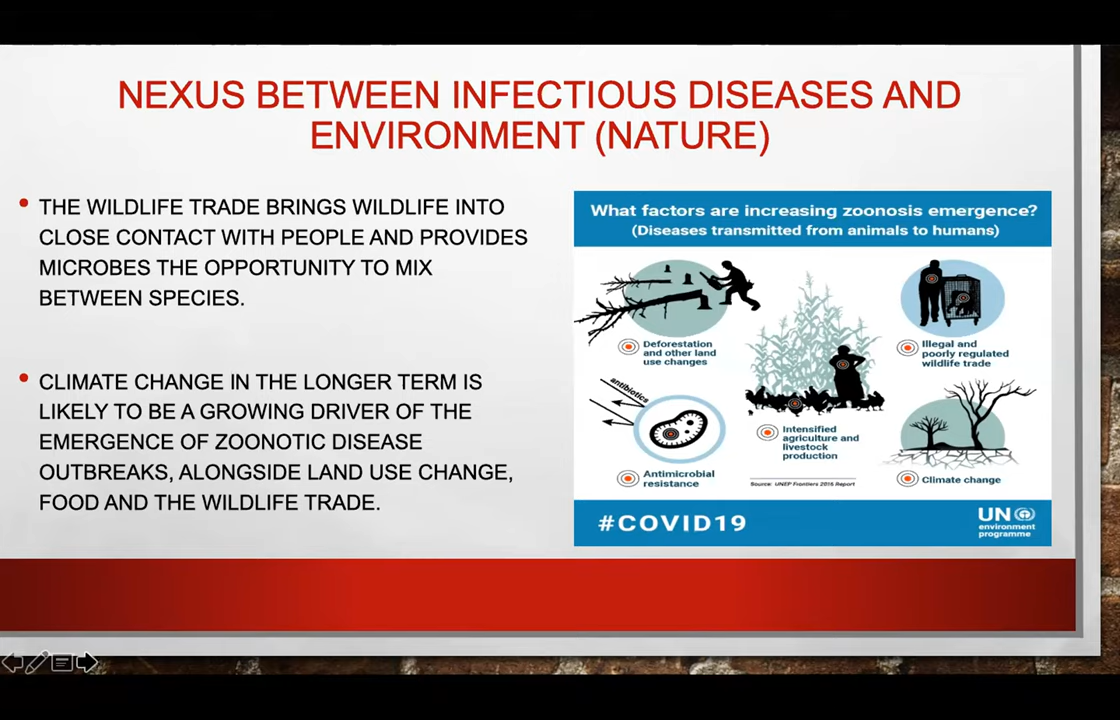 NEXUS BETWEEN INFECTIOUS DISEASES AND
ENVIRONMENT (NATURE)
• THE WILDLIFE TRADE BRINGS WILDLIFE INTO
CLOSE CONTACT WITH PEOPLE AND PROVIDES
MICROBES THE OPPORTUNITY TO MIX
BETWEEN SPECIES.
• CLIMATE CHANGE IN THE LONGER TERM IS
LIKELY TO BE A GROWING DRIVER OF THE
EMERGENCE OF ZOONOTIC DISEASE
OUTBREAKS, ALONGSIDE LAND USE CHANGE,
FOOD AND THE WILDLIFE TRADE.
What factors are increasing zoonosis emergence?
(Diseases transmitted from animals to humans)
Deforestation
and other land
use changes
Illegal and
poorly regulated
wildlife trade
antibiotics
Intensified
agriculture and
livestock
production
Antimicrobial
resistance
Climate change
Source: UNEP Frontiers 2016 Report
#COVID19
UN
environment
programme